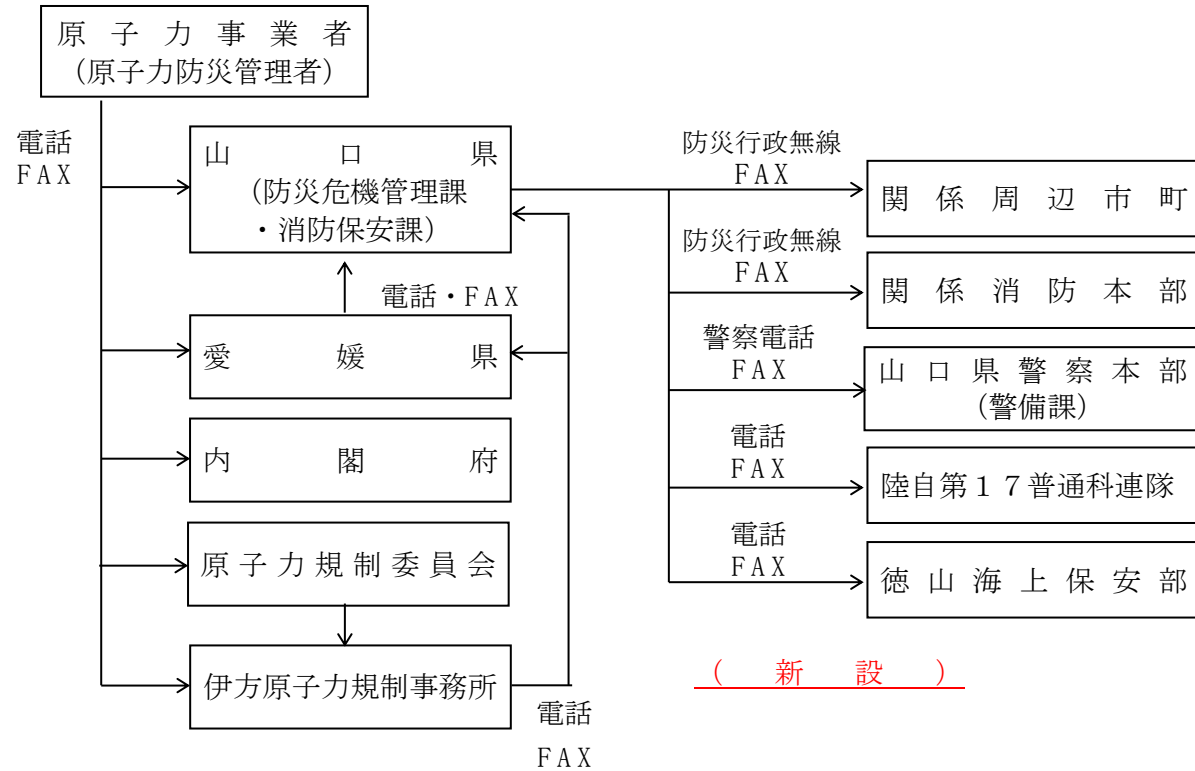 原子力事業者
(原子力防災管理者)
電話
FAX
山口県
(防災危機管理課
・消防保安課)
電話・FAX
愛媛県
内閣府
原子力規制委員会
伊方原子力規制事務所
電話
FAX
防災行政無線
FAX
関係周辺市町
防災行政無線
FAX
関係消防本部
警察電話
FAX
山口県警察本部
(警備課)
電話
FAX
陸自第17普通科連隊
電話
FAX
徳山海上保安部
(新設)